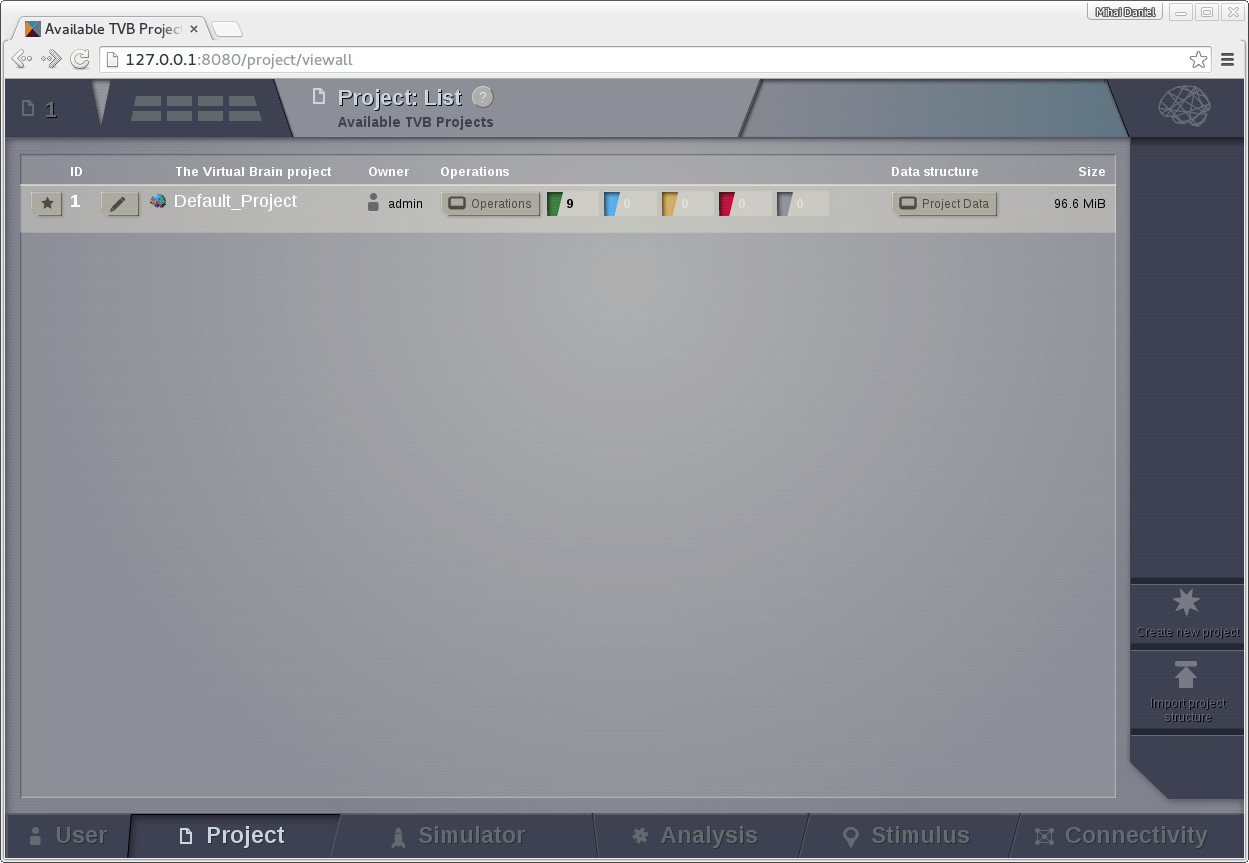 Mihai Daniel
Available TVB Projec
127.0.0.1:8080/project/viewall
1
Project: List ?
Available TVB Projects
ID The Virtual Brain project Owner Operations Data structure Size
1 Default_Project admin Operations 9 0 0 0 0 Project Data 96.6 MiB
Create new project
Import project
structure
User Project Simulator Analysis Stimulus Connectivity